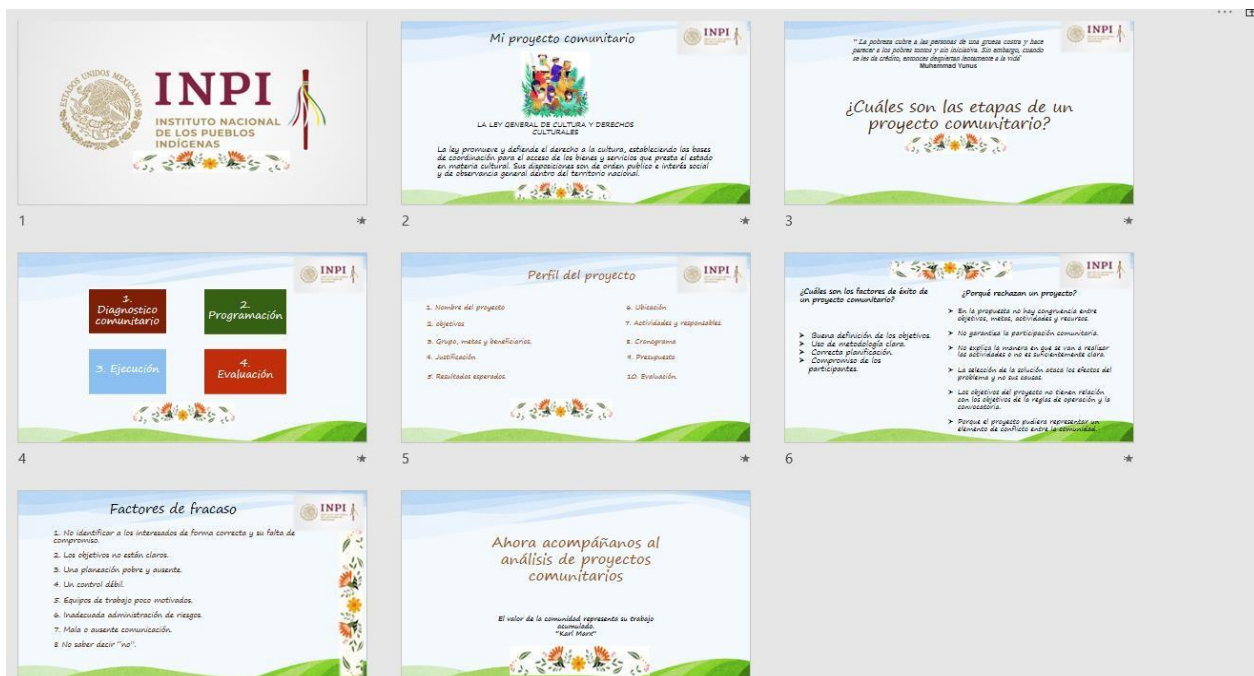 ESTADOS UNIDOS MEXICANOS
INPI
INSTITUTO NACIONAL
DE LOS PUEBLOS
INDÍGENAS
1
Mi proyecto comunitario
INPI
LA LEY GENERAL DE CULTURA Y DERECHOS
CULTURALES
La ley promueve y defiende el derecho a la cultura, estableciendo las bases
de coordinación para el acceso de los bienes y servicios que presta el estado
en materia cultural. Sus disposiciones son de orden publico e interés social
y de observancia general dentro del territorio nacional.
2
" La pobreza cubre a las personas de una gruesa costra y hace
parecer a los pobres tontos y sin iniciativa. Sin embargo, cuando
se les da crédito, entonces despiertan lentamente a la vida"
Muhammad Yunus
INPI
¿Cuáles son las etapas de un
proyecto comunitario?
3
INPI
1.
Diagnostico
comunitario
2.
Programación
3. Ejecución
4.
Evaluación
4
Perfil del proyecto
INPI
1. Nombre del proyecto
2. objetivos
3. Grupo, metas y beneficiarios.
4. Justificación
5. Resultados esperados
6. Ubicación
7. Actividades y responsables.
8. Cronograma
9. Presupuesto
10. Evaluación
5
INPI
¿Cuáles son los factores de éxito de
un proyecto comunitario?
➤ Buena definición de los objetivos.
➤ Uso de metodología clara.
➤ Correcta planificación.
➤ Compromiso de los
participantes.
¿Porqué rechazan un proyecto?
➤ En la propuesta no hay congruencia entre
objetivos, metas, actividades y recursos.
➤ No garantiza la participación comunitaria.
➤ No explica la manera en que se van a realizar
las actividades o no es suficientemente clara.
➤ La selección de la solución ataca los efectos del
problema y no sus causas.
➤ Los objetivos del proyecto no tienen relación
con los objetivos de la reglas de operación y la
convocatoria.
➤ Porque el proyecto pudiera representar un
elemento de conflicto entre la comunidad.
6
Factores de fracaso
INPI
1. No identificar a los interesados de forma correcta y su falta de
compromiso.
2. Los objetivos no están claros.
3. Una planeación pobre y ausente.
4. Un control débil.
5. Equipos de trabajo poco motivados.
6. Inadecuada administración de riesgos.
7. Mala o ausente comunicación.
8 No saber decir "no".
Ahora acompáñanos al
análisis de proyectos
comunitarios
El valor de la comunidad representa su trabajo
acumulado.
"Karl Marx"